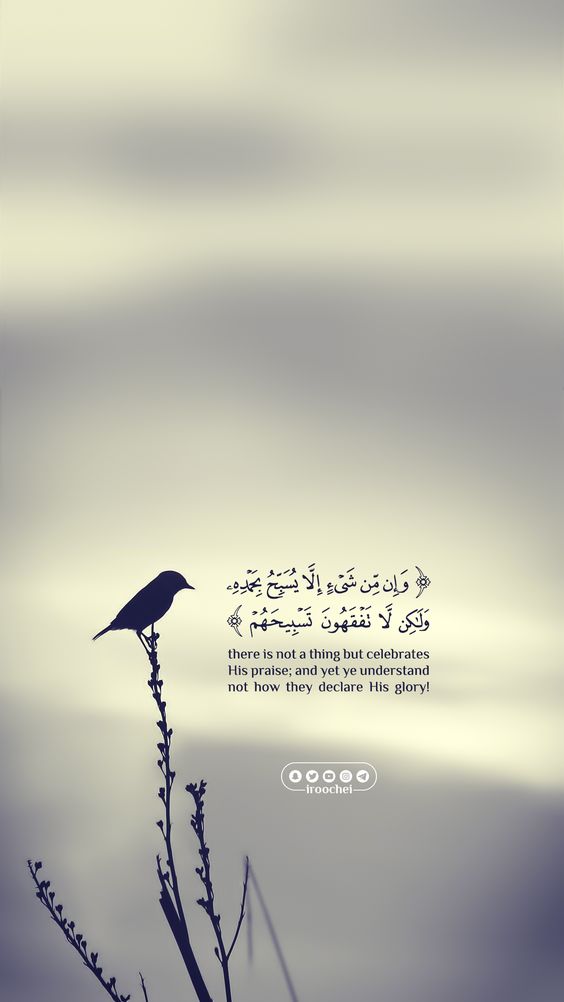 ﴿ وَإِن مِّن شَىْءٍ إِلَّا يُسَبِّحُ بِحَمْدِهِۦ
وَلَـٰكِن لَّا تَفْقَهُونَ تَسْبِيحَهُمْ ﴾
there is not a thing but celebrates
His praise; and yet ye understand
not how they declare His glory!
iroochei